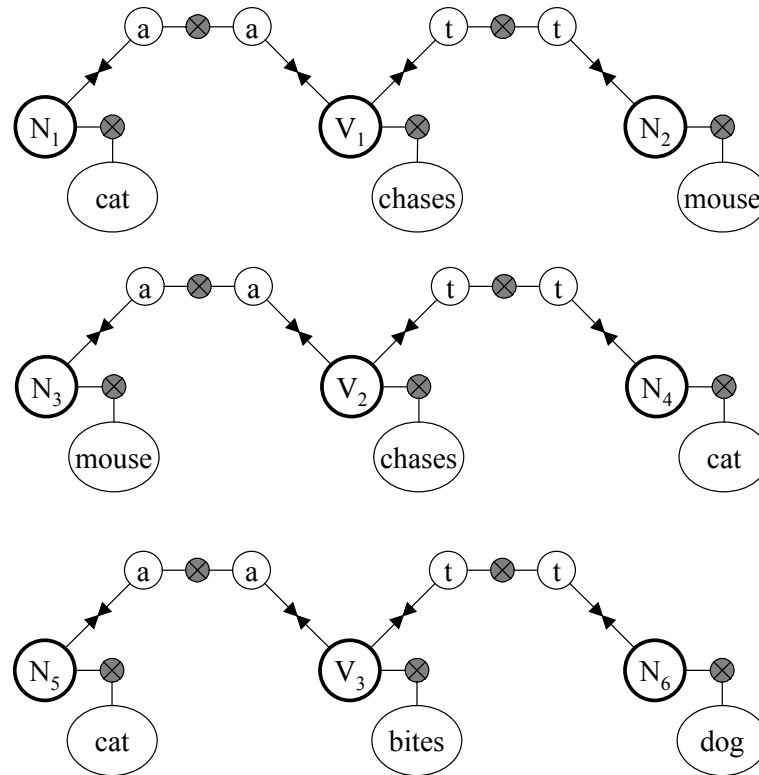 a a t t
N₁ V₁ N₂
cat chases mouse
a a t t
N₃ V₂ N₄
mouse chases cat
a a t t
N₅ V₃ N₆
cat bites dog